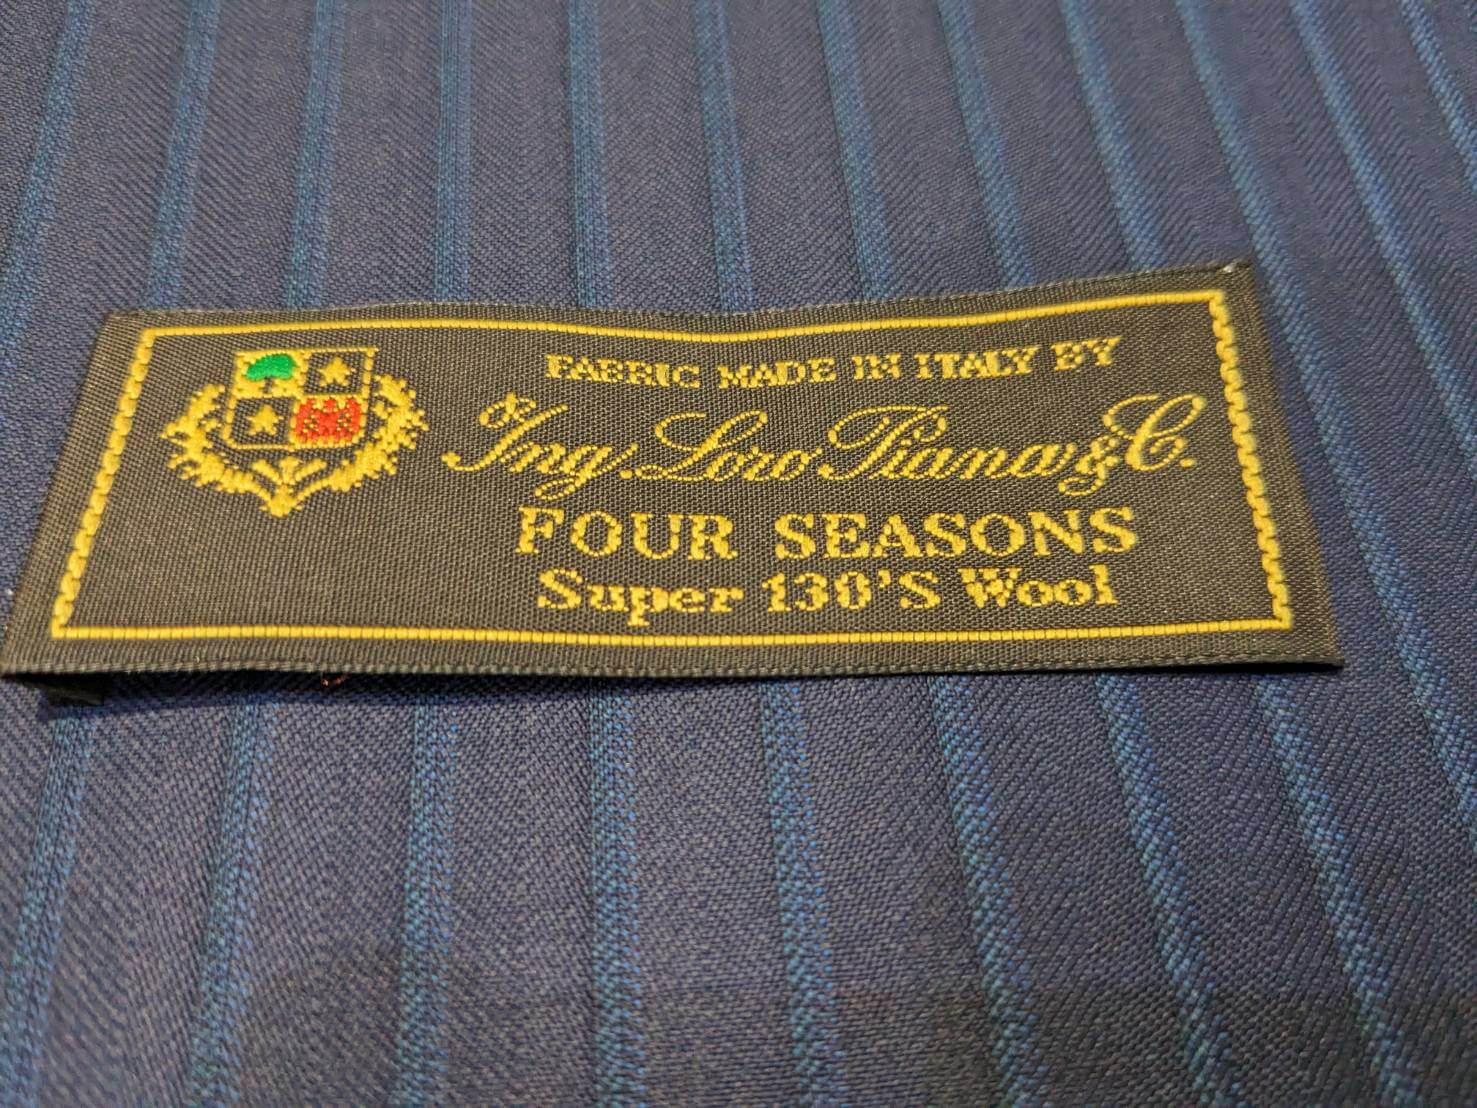 FABRIC MADE IN ITALY BY
Ing. Loro Piana & C.
FOUR SEASONS
Super 130'S Wool